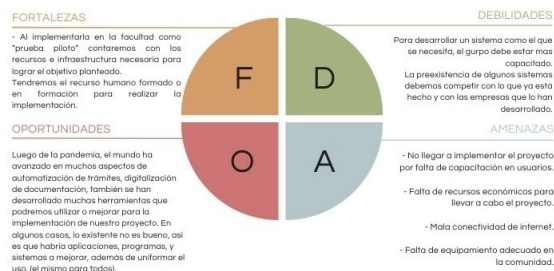 FORTALEZAS
- Al implementarla en la facultad como
"prueba piloto" contaremos con los
recursos e infraestructura necesaria para
lograr el objetivo planteado.
Tendremos el recurso humano formado o
en formación para realizar la
implementación.
OPORTUNIDADES
Luego de la pandemia, el mundo ha
avanzado en muchos aspectos de
automatización de trámites, digitalización
de documentación, también se han
desarrollado muchas herramientas que
podremos utilizar o mejorar para la
implementación de nuestro proyecto. En
algunos casos, lo existente no es bueno, así
es que habría aplicaciones, programas, y
sistemas a mejorar, además de uniformar el
uso. (el mismo para todos).
F
D
O
A
DEBILIDADES
Para desarrollar un sistema como el que
se necesita, el gurpo debe estar mas
capacitado.
La preexistencia de algunos sistemas
debemos competir con lo que ya está
hecho y con las empresas que lo han
desarrollado.
AMENAZAS
- No llegar a implementar el proyecto
por falta de capacitación en usuarios.
- Falta de recursos económicos para
llevar a cabo el proyecto.
- Mala conectividad de internet.
- Falta de equipamiento adecuado en
la comunidad.